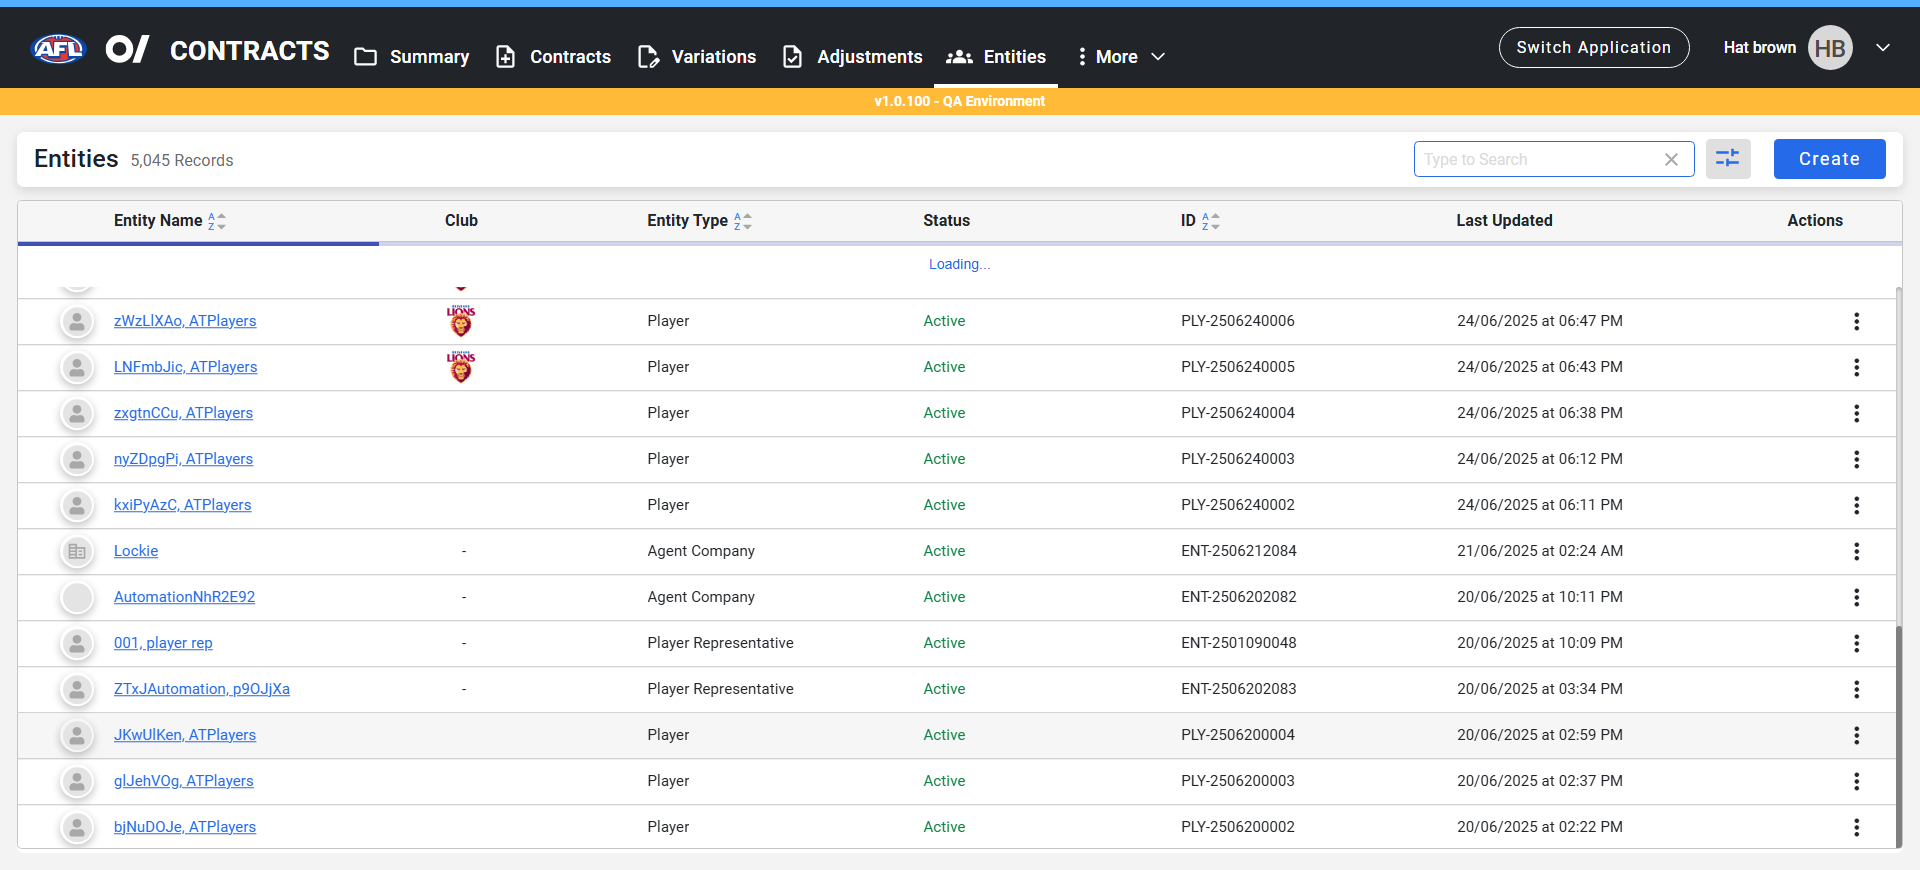 AFL CONTRACTS Summary Contracts Variations Adjustments Entities More Switch Application Hat brown HB
v1.0.100 - QA Environment
Entities 5,045 Records Type to Search Create
Entity Name Club Entity Type Status ID Last Updated Actions
Loading...
zWzLlXAo, ATPlayers LIONS Player Active PLY-2506240006 24/06/2025 at 06:47 PM
LNFmbJic, ATPlayers LIONS Player Active PLY-2506240005 24/06/2025 at 06:43 PM
zxgtnCCu, ATPlayers Player Active PLY-2506240004 24/06/2025 at 06:38 PM
nyZDpgPi, ATPlayers Player Active PLY-2506240003 24/06/2025 at 06:12 PM
kxiPyAzC, ATPlayers Player Active PLY-2506240002 24/06/2025 at 06:11 PM
Lockie - Agent Company Active ENT-2506212084 21/06/2025 at 02:24 AM
AutomationNhR2E92 - Agent Company Active ENT-2506202082 20/06/2025 at 10:11 PM
001, player rep - Player Representative Active ENT-2501090048 20/06/2025 at 10:09 PM
ZTxJAutomation, p9OJjXa - Player Representative Active ENT-2506202083 20/06/2025 at 03:34 PM
JKwUlKen, ATPlayers Player Active PLY-2506200004 20/06/2025 at 02:59 PM
glJehVOg, ATPlayers Player Active PLY-2506200003 20/06/2025 at 02:37 PM
bjNuDOJe, ATPlayers Player Active PLY-2506200002 20/06/2025 at 02:22 PM